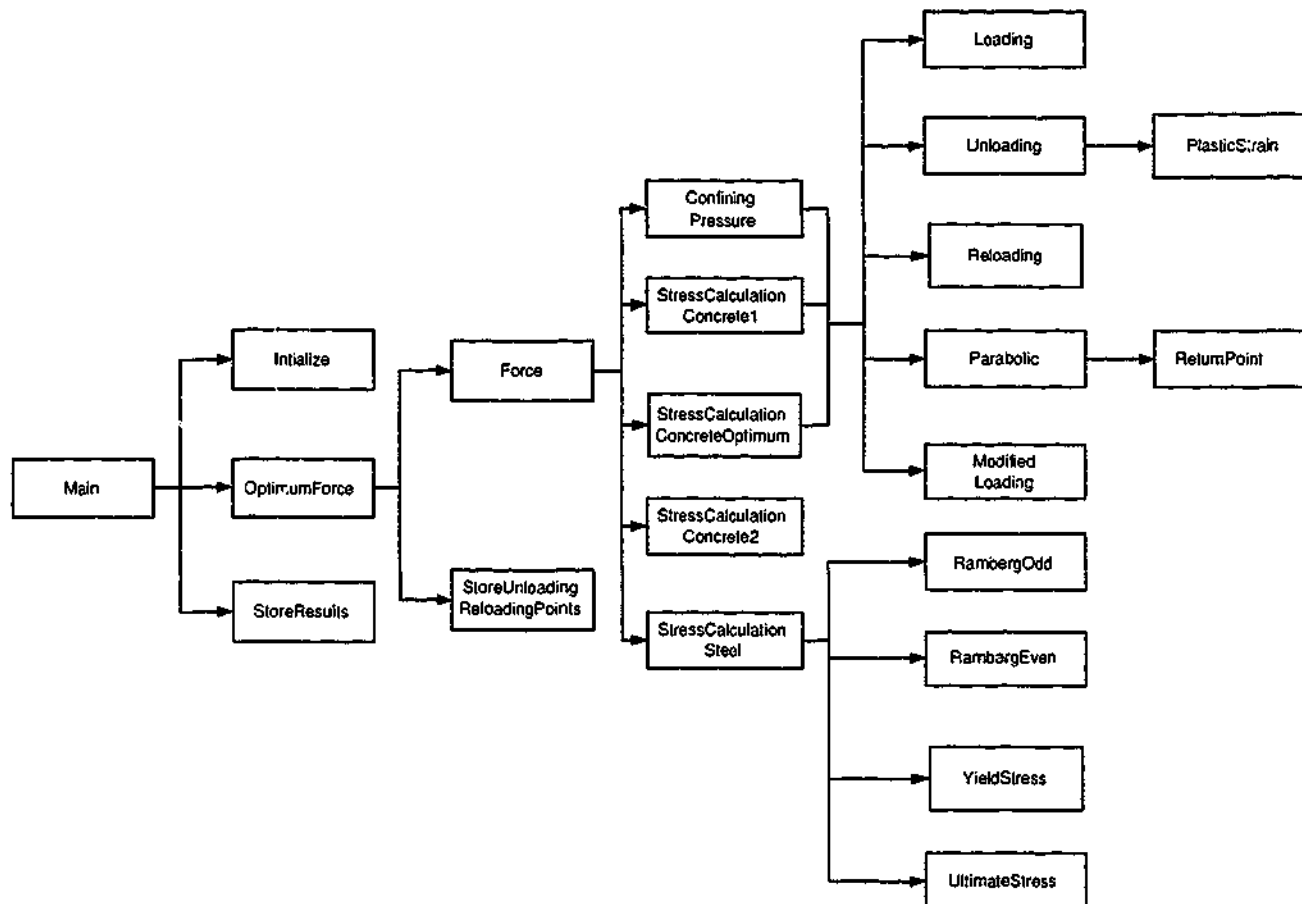 Loading
Unloading
PlasticStrain
Confining
Pressure
Reloading
StressCalculation
Concrete1
Intialize
Force
Parabolic
ReturnPoint
StressCalculation
ConcreteOptimum
Main
OptimumForce
Modified
Loading
StressCalculation
Concrete2
RambergOdd
StoreResults
StoreUnloading
ReloadingPoints
StressCalculation
Steel
RambergEven
YieldStress
UltimateStress